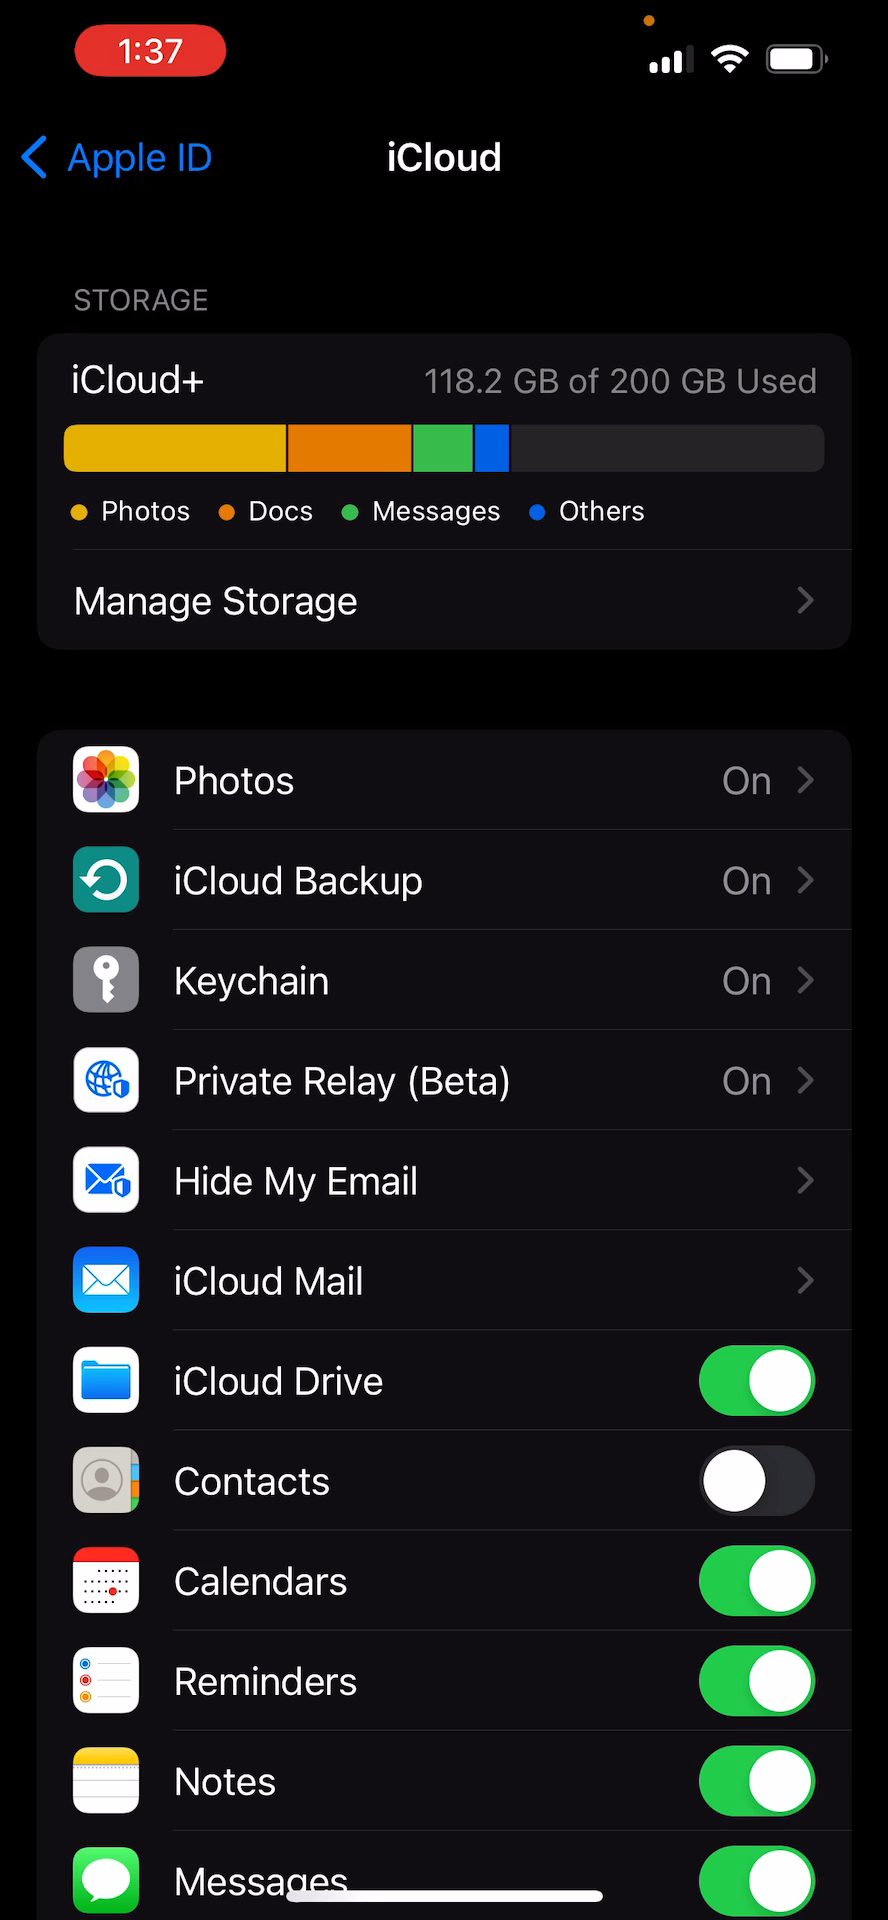 1:37
Apple ID
iCloud
STORAGE
iCloud+ 118.2 GB of 200 GB Used
Photos Docs Messages Others
Manage Storage
Photos On
iCloud Backup On
Keychain On
Private Relay (Beta) On
Hide My Email
iCloud Mail
iCloud Drive
Contacts
Calendars
Reminders
Notes
Messages